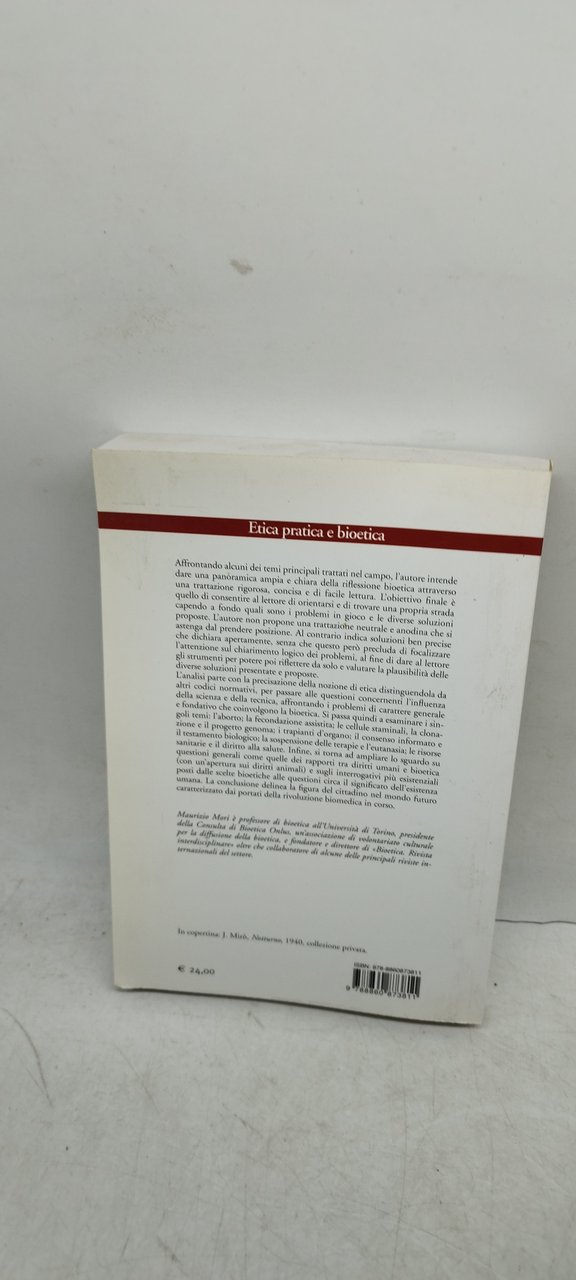 Etica pratica e bioetica
Affrontando alcuni dei temi principali trattati nel campo, l'autore intende
dare una panoramica ampia e chiara della riflessione bioetica attraverso
una trattazione rigorosa, concisa e di facile lettura. L'obiettivo finale è
quello di consentire al lettore di orientarsi e di trovare una propria strada
capendo a fondo quali sono i problemi in gioco e le diverse soluzioni
proposte. L'autore non propone una trattazione neutrale e anodina che si
astenga dal prendere posizione. Al contrario indica soluzioni ben precise
che dichiara apertamente, senza che questo però precluda di focalizzare
l'attenzione sul chiarimento logico dei problemi, al fine di dare al lettore
gli strumenti per potere poi riflettere da solo e valutare la plausibilità delle
diverse soluzioni presentate e proposte.
L'analisi parte con la precisazione della nozione di etica distinguendola da
altri codici normativi, per passare alle questioni concernenti l'influenza
della scienza e della tecnica, affrontando i problemi di carattere generale
e fondativo che coinvolgono la bioetica. Si passa quindi a esaminare i sin-
goli temi: l'aborto; la fecondazione assistita; le cellule staminali, la clona-
zione e il progetto genoma; i trapianti d'organo; il consenso informato e
il testamento biologico; la sospensione delle terapie e l'eutanasia; le risorse
sanitarie e il diritto alla salute. Infine, si torna ad ampliare lo sguardo su
questioni generali come quelle dei rapporti tra diritti umani e bioetica
(con un'apertura sui diritti animali) e sugli interrogativi più esistenziali
posti dalle scelte bioetiche alle questioni circa il significato dell'esistenza
umana. La conclusione delinea la figura del cittadino nel mondo futuro
caratterizzato dai portati della rivoluzione biomedica in corso.
Maurizio Mori è professore di bioetica all'Università di Torino, presidente
della Consulta di Bioetica Onlus, un'associazione di volontariato culturale
per la diffusione della bioetica, e fondatore e direttore di «Bioetica. Rivista
interdisciplinare» oltre che collaboratore di alcune delle principali riviste in-
ternazionali del settore.
In copertina: J. Mirò, Notturno, 1940, collezione privata.
€ 24,00
ISBN: 978-8860873811
9 788860 873811